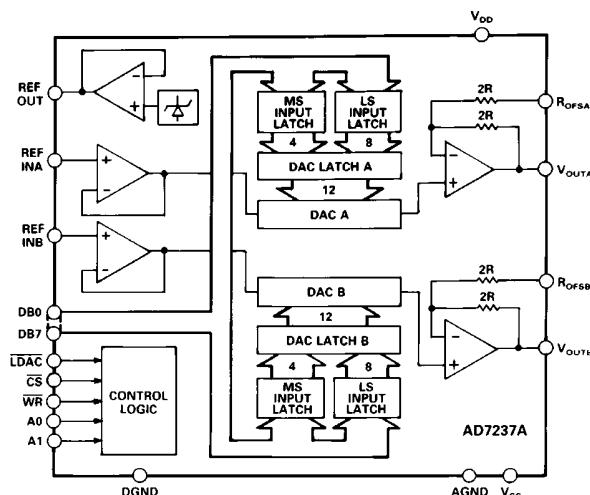 VDD
REF
OUT
2R
ROFSA
MS
INPUT
LATCH
LS
INPUT
LATCH
2R
REF
INA
4
8
DAC LATCH A
VOUTA
12
DAC A
REF
INB
DAC B
2R
ROFSB
12
2R
DB0
DAC LATCH B
DB7
VOUTB
4
8
LDAC
CS
WR
A0
A1
CONTROL
LOGIC
MS
INPUT
LATCH
LS
INPUT
LATCH
AD7237A
DGND
AGND
VSS